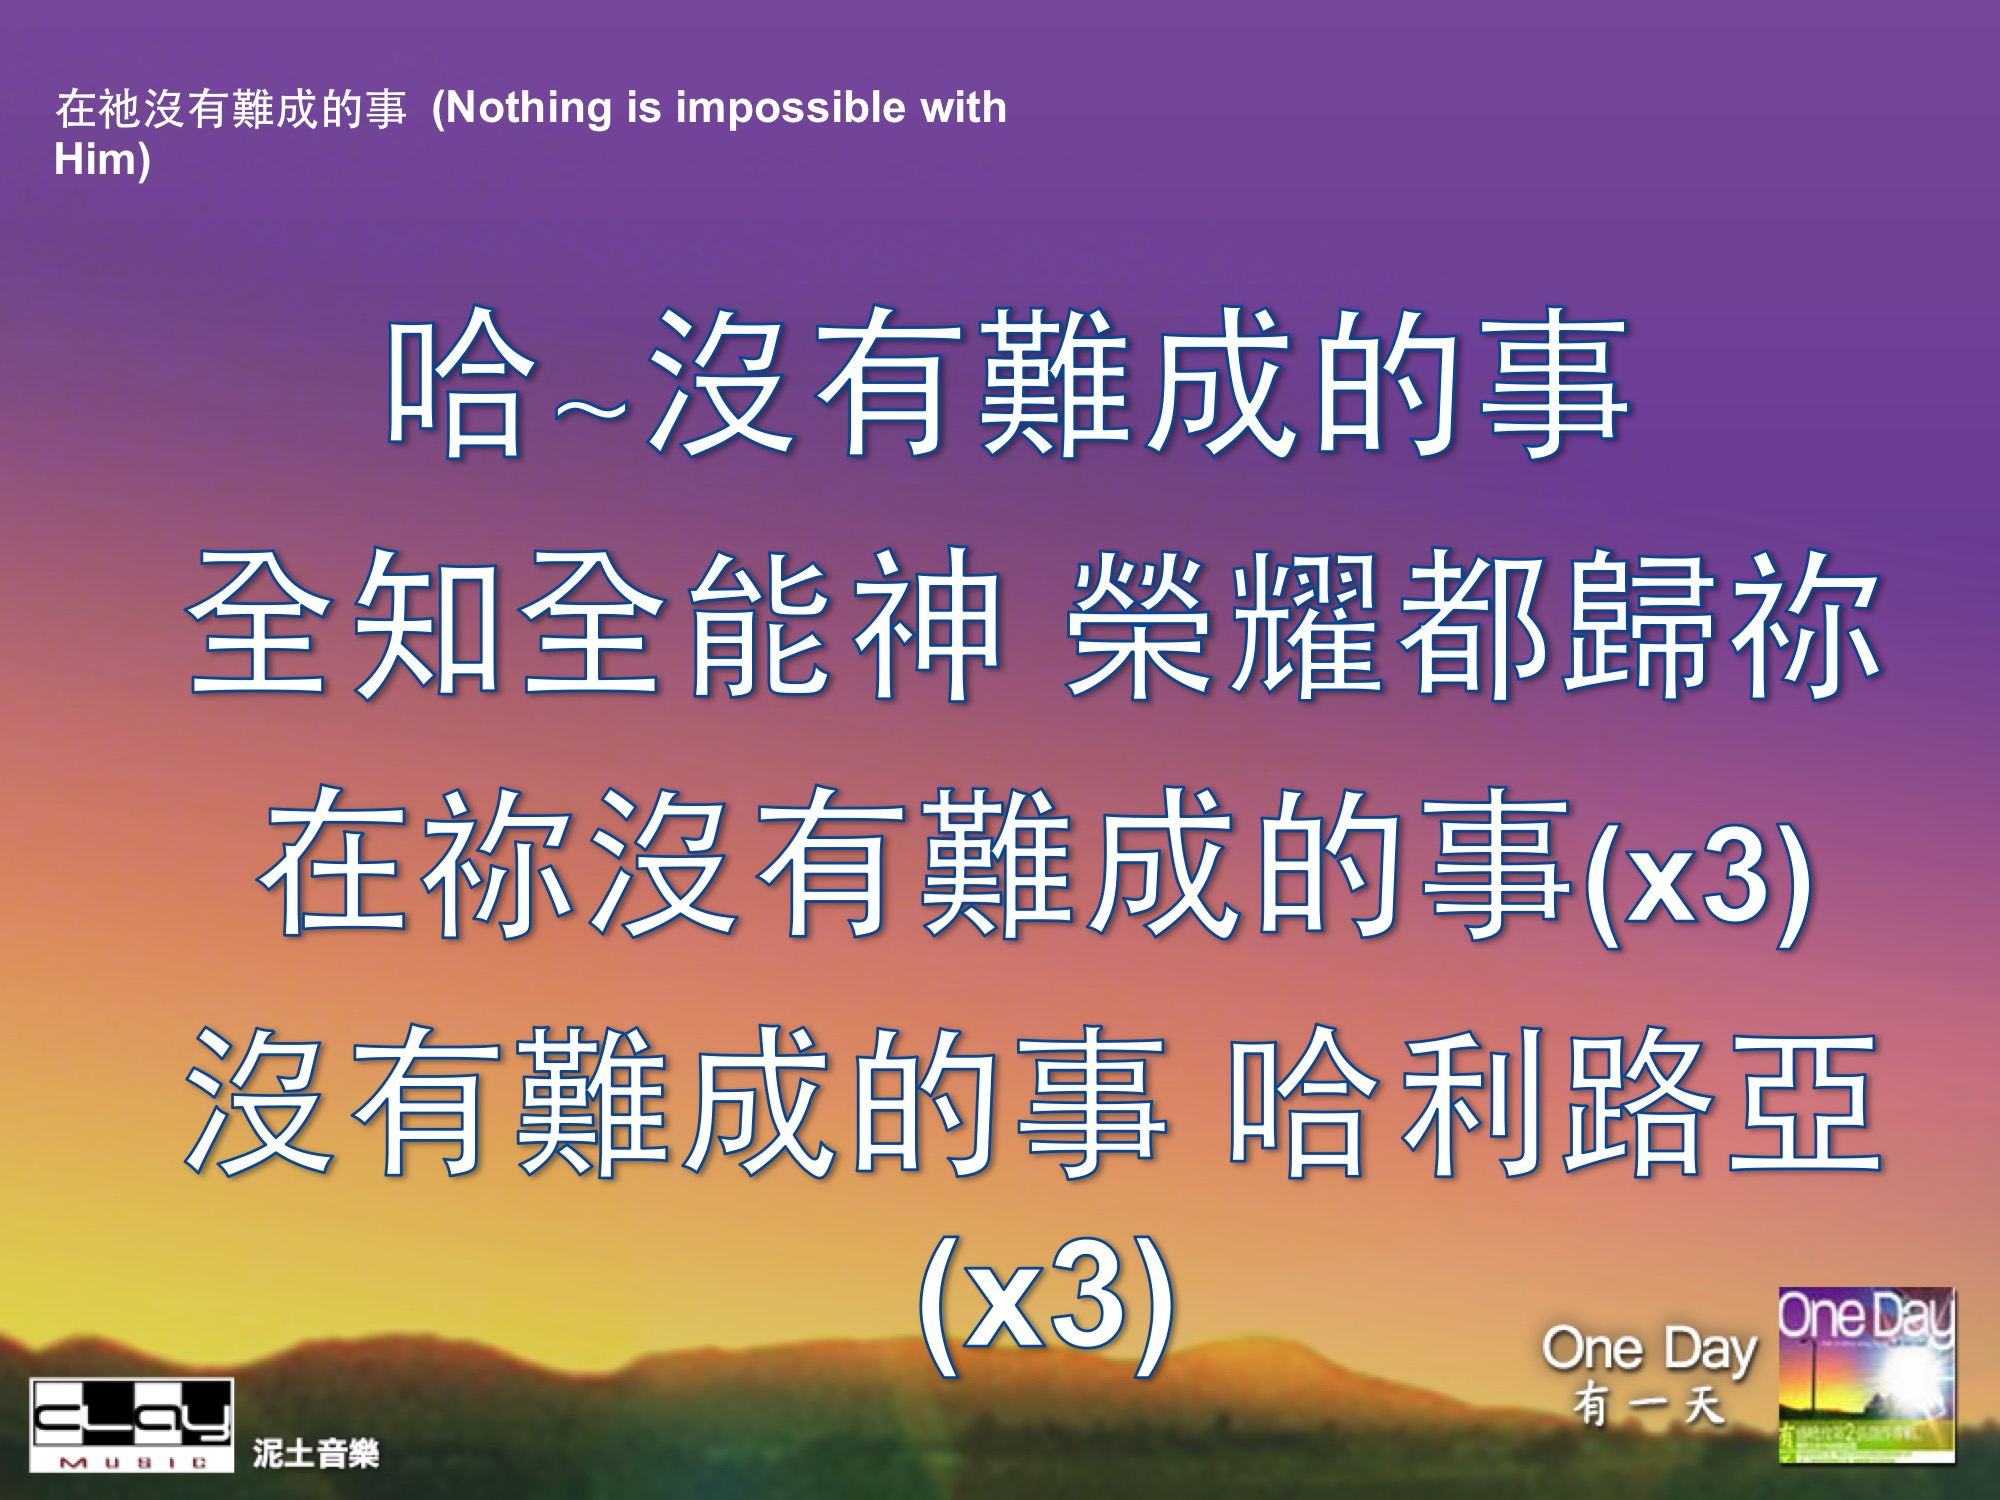 在祂沒有難成的事 (Nothing is impossible with
Him)
哈~沒有難成的事
全知全能神 榮耀都歸祢
在祢沒有難成的事(x3)
沒有難成的事 哈利路亞
(x3)
One Day
有一天
One Day
CLay
MUSIC
泥土音樂